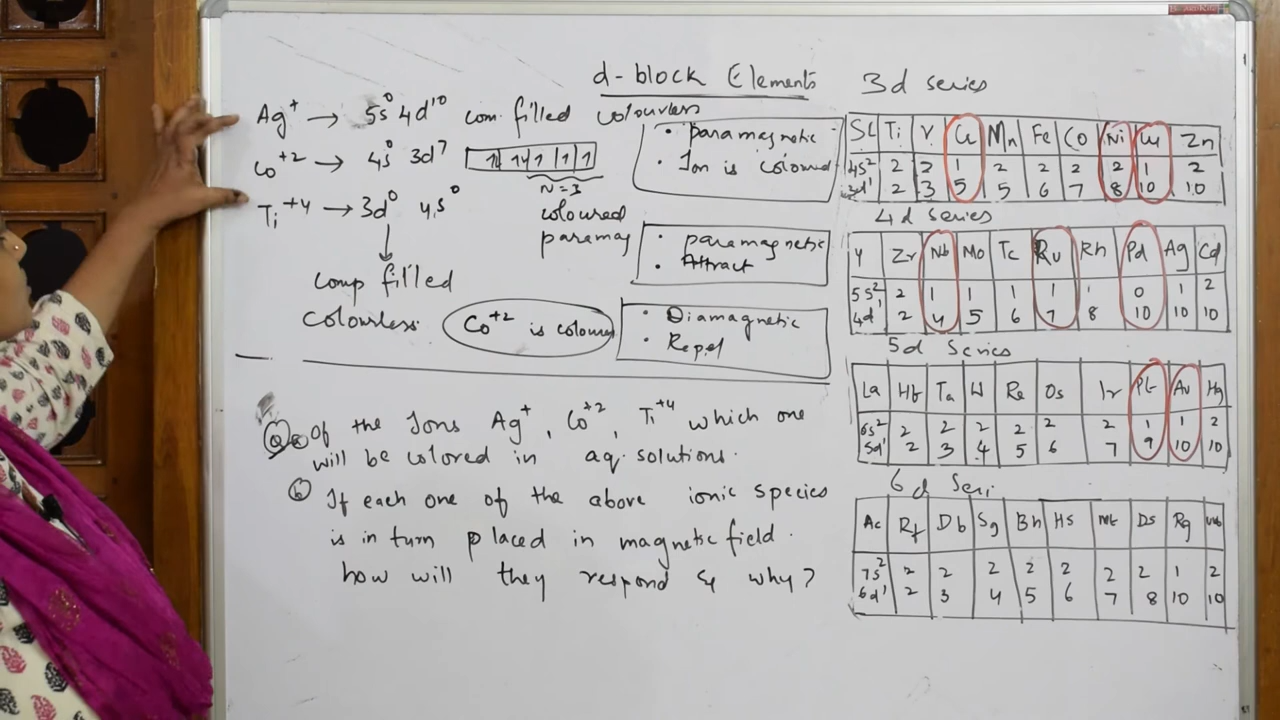 d-block Elements
Ag⁺ → 5s⁰ 4d¹⁰ com. filled colourless
Co⁺² → 4s⁰ 3d⁷ 1l 1l 1 1 1
N=3
Ti⁺⁴ → 3d⁰ 4s⁰
coloured
paramag
comp filled
colourless
Co⁺² is colour
• paramagnetic
• Ion is coloured
• paramagnetic
• Attract
• Diamagnetic
• Repel
Q a Of the Ions Ag⁺, Co⁺², Ti⁺⁴ which one
will be colored in aq. solutions.
b If each one of the above ionic species
is in turn placed in magnetic field.
how will they respond & why?
3d series
Sc Ti V Cr Mn Fe Co Ni Cu Zn
4s² 2 2 1 2 2 2 2 1 2
3d¹ 2 3 5 5 6 7 8 10 10
4d series
Y Zr Nb Mo Tc Ru Rh Pd Ag Cd
5s² 2 1 1 1 1 1 0 1 2
4d¹ 2 4 5 6 7 8 10 10 10
5d Series
La Hf Ta W Re Os Ir Pt Au Hg
6s² 2 2 2 2 2 2 1 1 2
5d¹ 2 3 4 5 6 7 9 10 10
6d Seri
Ac Rf Db Sg Bh Hs Mt Ds Rg Uub
7s² 2 2 2 2 2 2 2 1 2
6d¹ 2 3 4 5 6 7 8 10 10